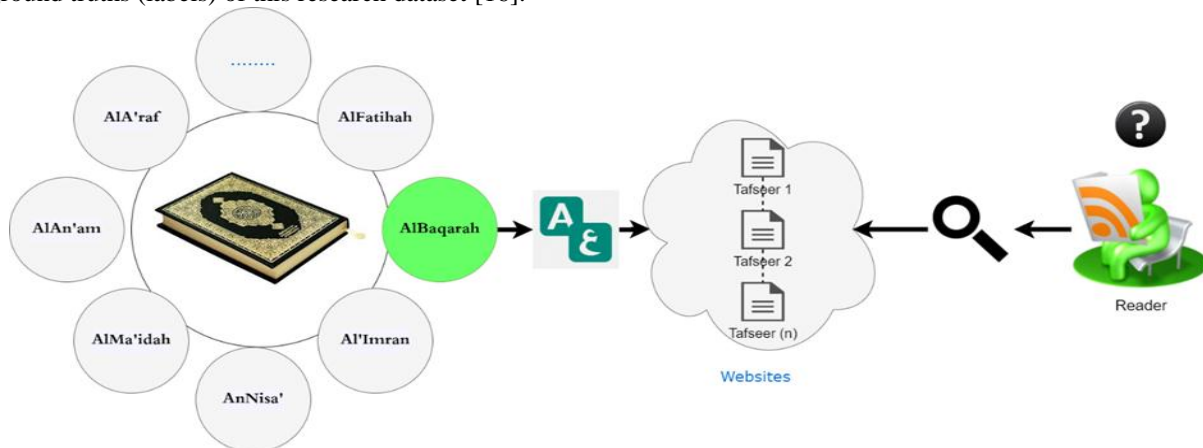 ........
AlA'raf
AlFatihah
AlAn'am
AlBaqarah
AlMa'idah
Al'Imran
AnNisa'
A
ع
Tafseer 1
Tafseer 2
Tafseer (n)
Websites
?
Reader